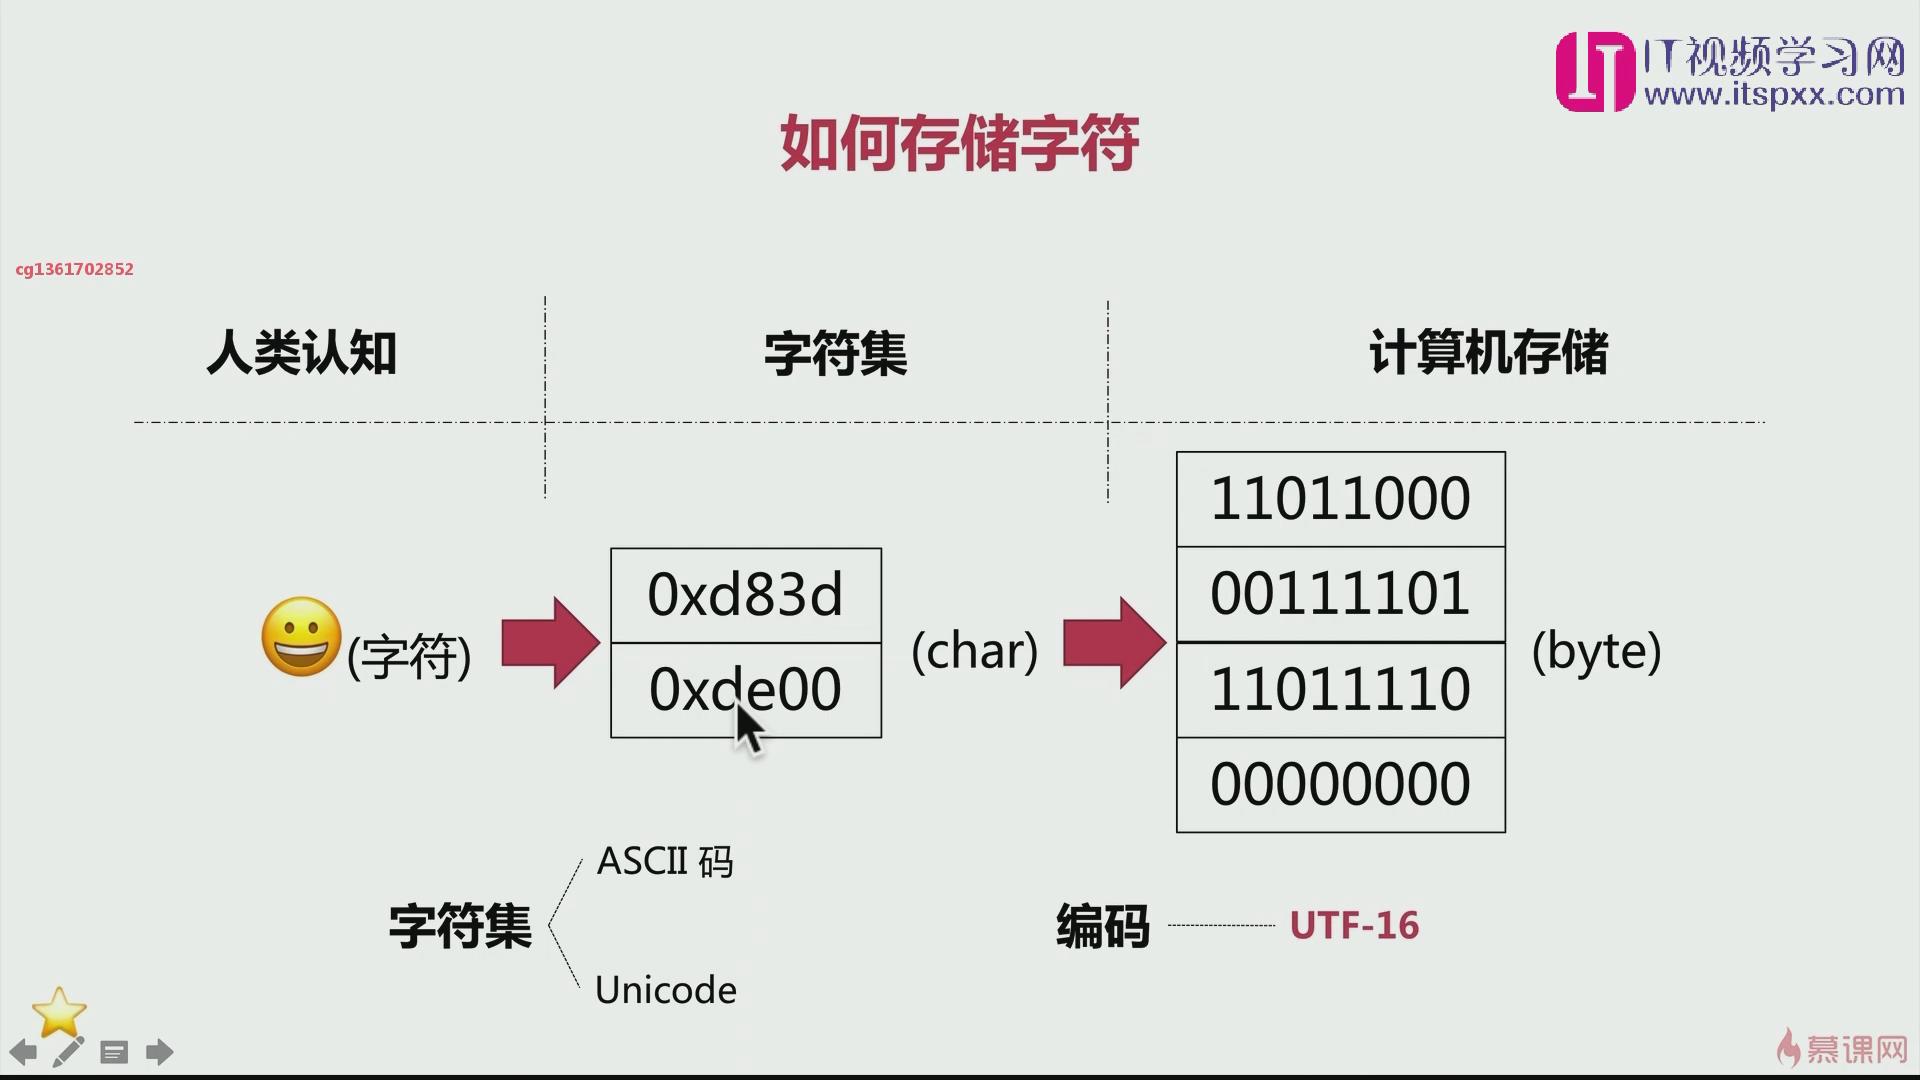 IT视频学习网
www.itspxx.com
如何存储字符
cg1361702852
人类认知
字符集
计算机存储
11011000
00111101
11011110
00000000
0xd83d
0xde00
(字符)
(char)
(byte)
ASCII 码
字符集
Unicode
编码
UTF-16
慕课网